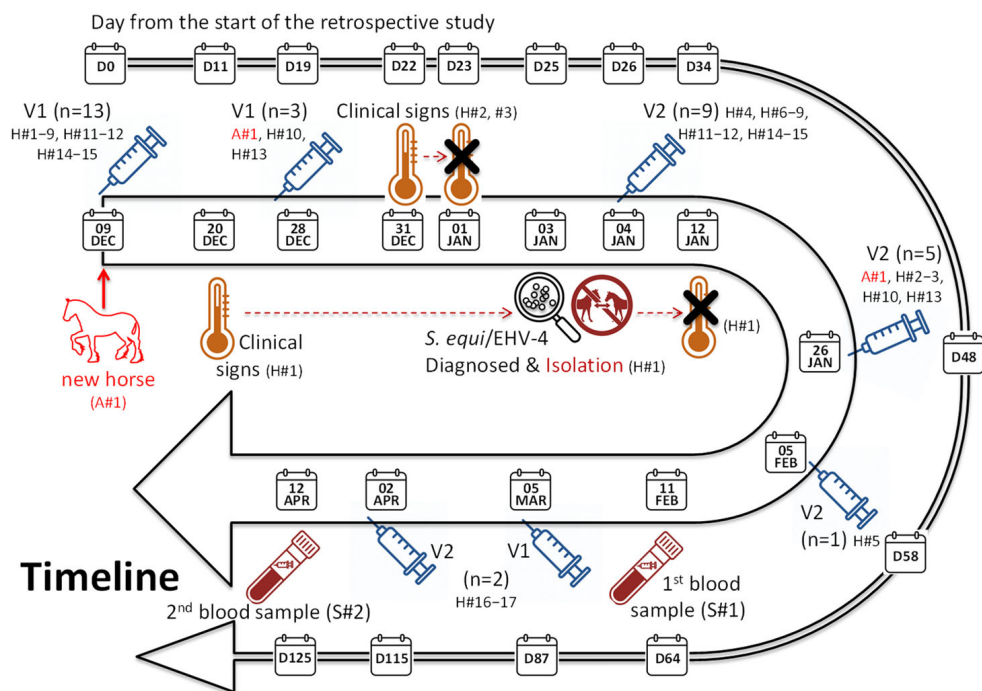 Day from the start of the retrospective study
D0
D11
D19
D22
D23
D25
D26
D34
V1 (n=13)
H#1–9, H#11–12
H#14–15
V1 (n=3)
A#1, H#10,
H#13
Clinical signs (H#2, #3)
V2 (n=9) H#4, H#6–9,
H#11–12, H#14–15
09
DEC
20
DEC
28
DEC
31
DEC
01
JAN
03
JAN
04
JAN
12
JAN
V2 (n=5)
A#1, H#2–3,
H#10, H#13
new horse
(A#1)
Clinical
signs (H#1)
S. equi/EHV-4
Diagnosed & Isolation (H#1)
(H#1)
26
JAN
D48
05
FEB
V2
(n=1) H#5
D58
12
APR
02
APR
05
MAR
11
FEB
Timeline
2nd blood sample (S#2)
V2
V1
(n=2)
H#16–17
1st blood
sample (S#1)
D125
D115
D87
D64